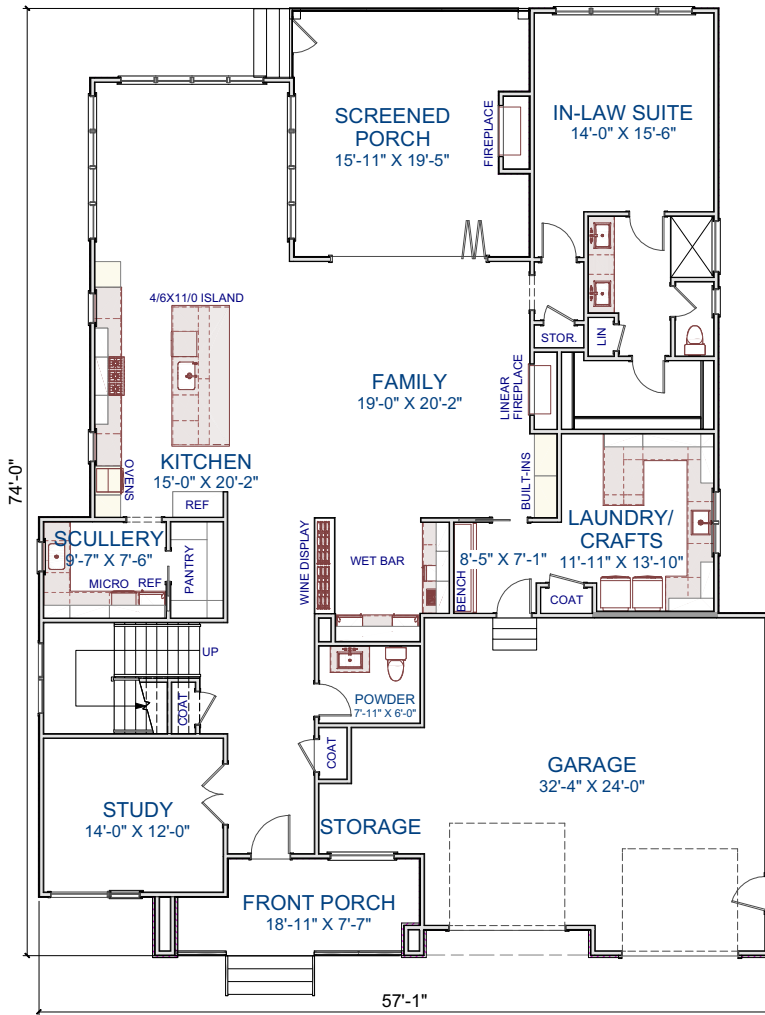 SCREENED
PORCH
15'-11" X 19'-5"
FIREPLACE
IN-LAW SUITE
14'-0" X 15'-6"
4/6X11/0 ISLAND
STOR.
LIN
FAMILY
19'-0" X 20'-2"
LINEAR
FIREPLACE
KITCHEN
15'-0" X 20'-2"
OVENS
REF
BUILT-INS
74'-0"
SCULLERY
9'-7" X 7'-6"
MICRO
REF
PANTRY
WINE DISPLAY
WET BAR
BENCH
8'-5" X 7'-1"
LAUNDRY/
CRAFTS
11'-11" X 13'-10"
COAT
UP
COAT
POWDER
7'-11" X 6'-0"
COAT
GARAGE
32'-4" X 24'-0"
STUDY
14'-0" X 12'-0"
STORAGE
FRONT PORCH
18'-11" X 7'-7"
57'-1"